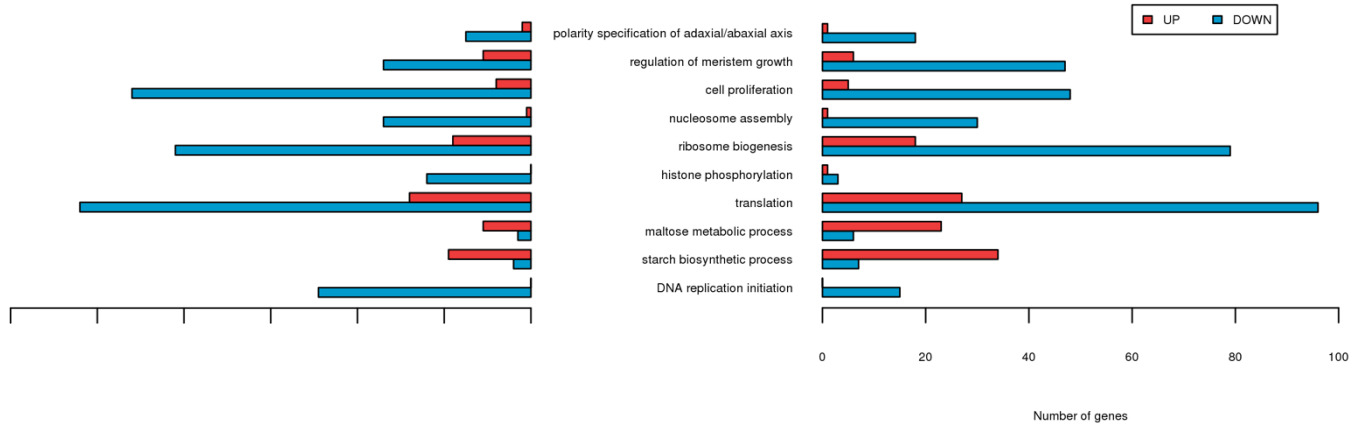 UP DOWN
polarity specification of adaxial/abaxial axis
regulation of meristem growth
cell proliferation
nucleosome assembly
ribosome biogenesis
histone phosphorylation
translation
maltose metabolic process
starch biosynthetic process
DNA replication initiation
0 20 40 60 80 100
Number of genes